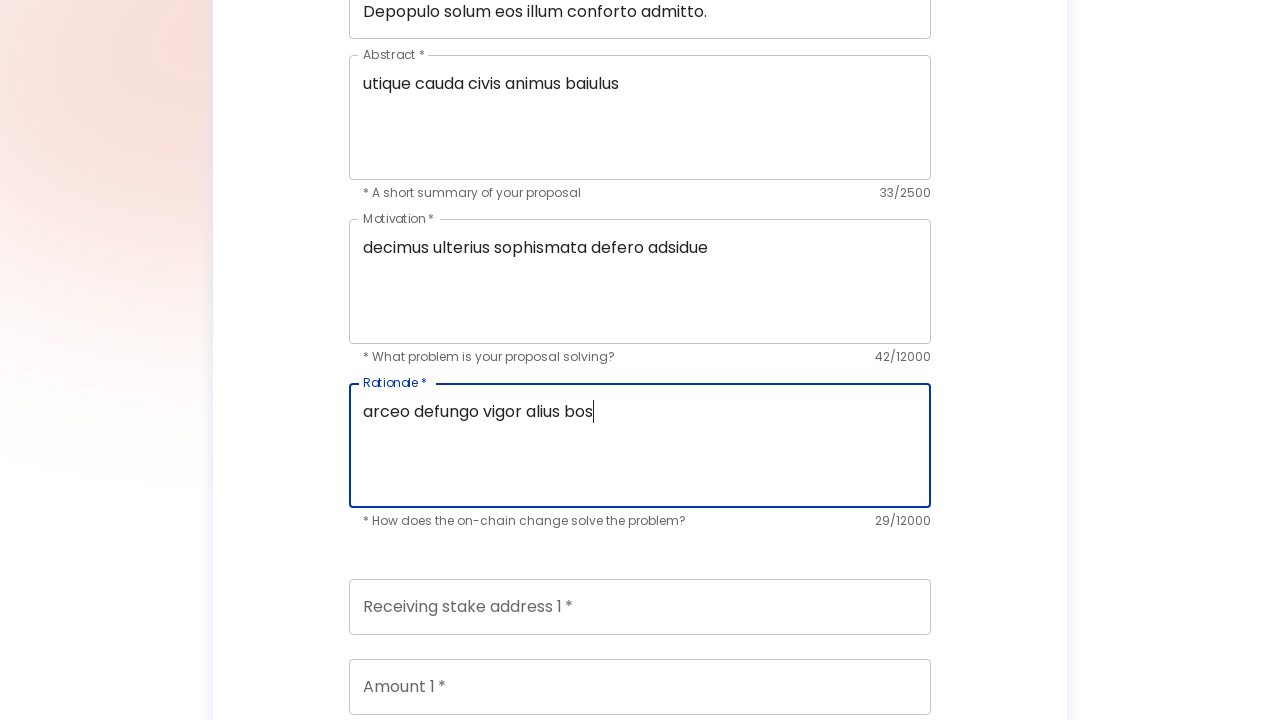 Depopulo solum eos illum conforto admitto.
Abstract *
utique cauda civis animus baiulus
* A short summary of your proposal 33/2500
Motivation *
decimus ulterius sophismata defero adsidue
* What problem is your proposal solving? 42/12000
Rationale *
arceo defungo vigor alius bos
* How does the on-chain change solve the problem? 29/12000
Receiving stake address 1 *
Amount 1 *